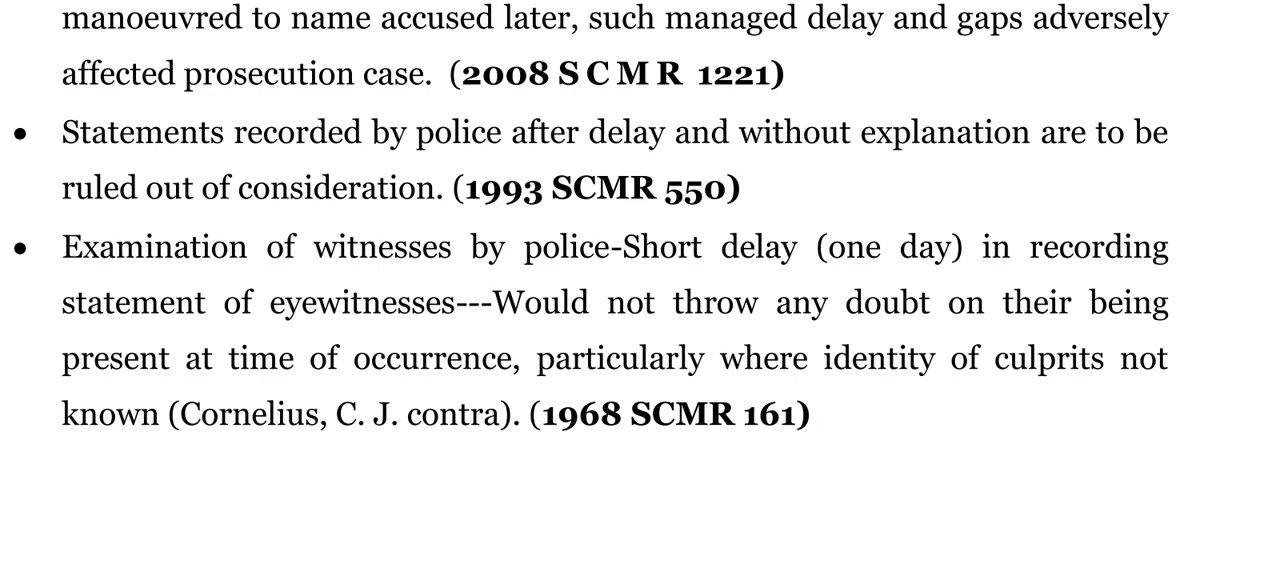 manoeuvred to name accused later, such managed delay and gaps adversely
affected prosecution case. (2008 S C M R 1221)
• Statements recorded by police after delay and without explanation are to be
ruled out of consideration. (1993 SCMR 550)
• Examination of witnesses by police-Short delay (one day) in recording
statement of eyewitnesses---Would not throw any doubt on their being
present at time of occurrence, particularly where identity of culprits not
known (Cornelius, C. J. contra). (1968 SCMR 161)